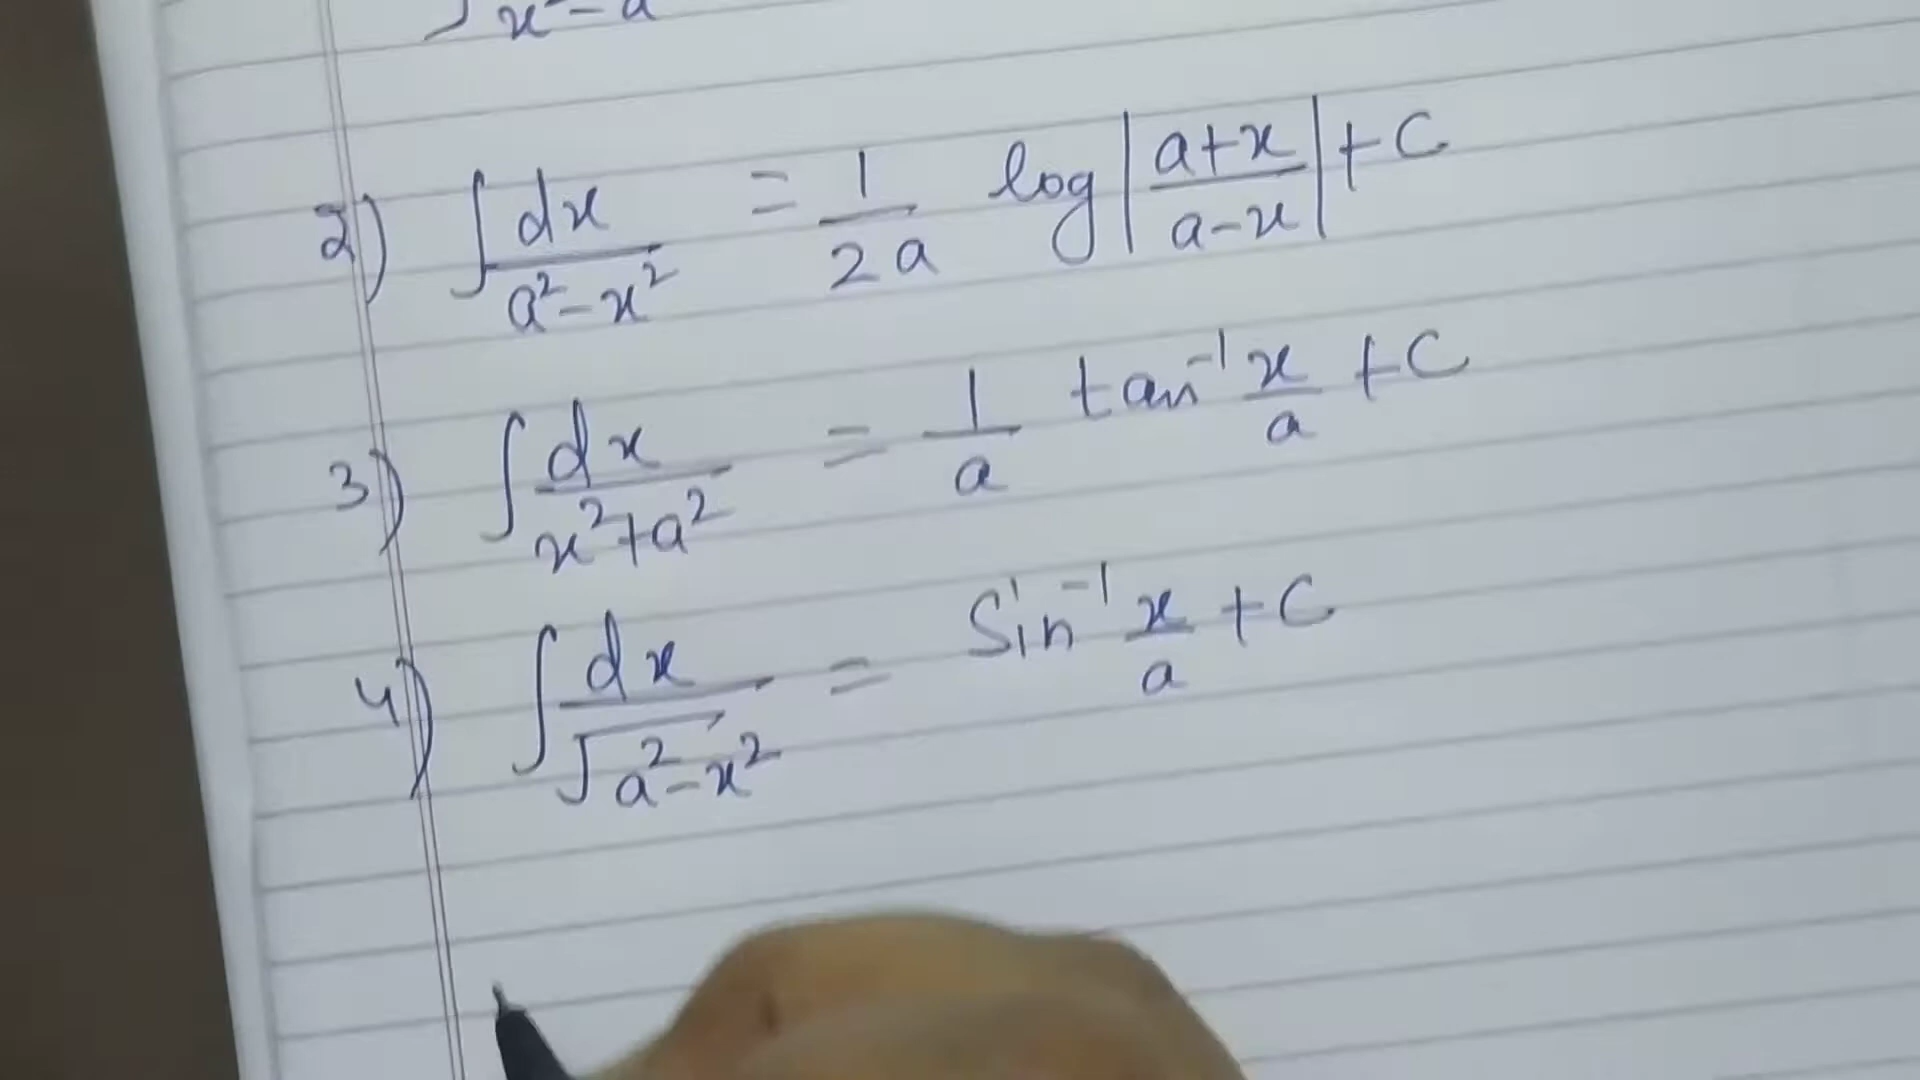 ∫ x² - a
2) ∫ dx / a² - x² = 1 / 2a log | a + x / a - x | + C
3) ∫ dx / x² + a² = 1 / a tan⁻¹ x / a + C
4) ∫ dx / √a² - x² = Sin⁻¹ x / a + C